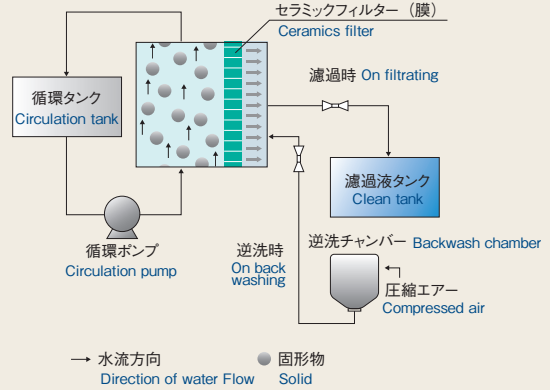 セラミックフィルター（膜）
Ceramics filter
濾過時 On filtrating
循環タンク
Circulation tank
濾過液タンク
Clean tank
循環ポンプ
Circulation pump
逆洗時
On back
washing
逆洗チャンバー Backwash chamber
圧縮エアー
Compressed air
水流方向
Direction of water Flow
固形物
Solid